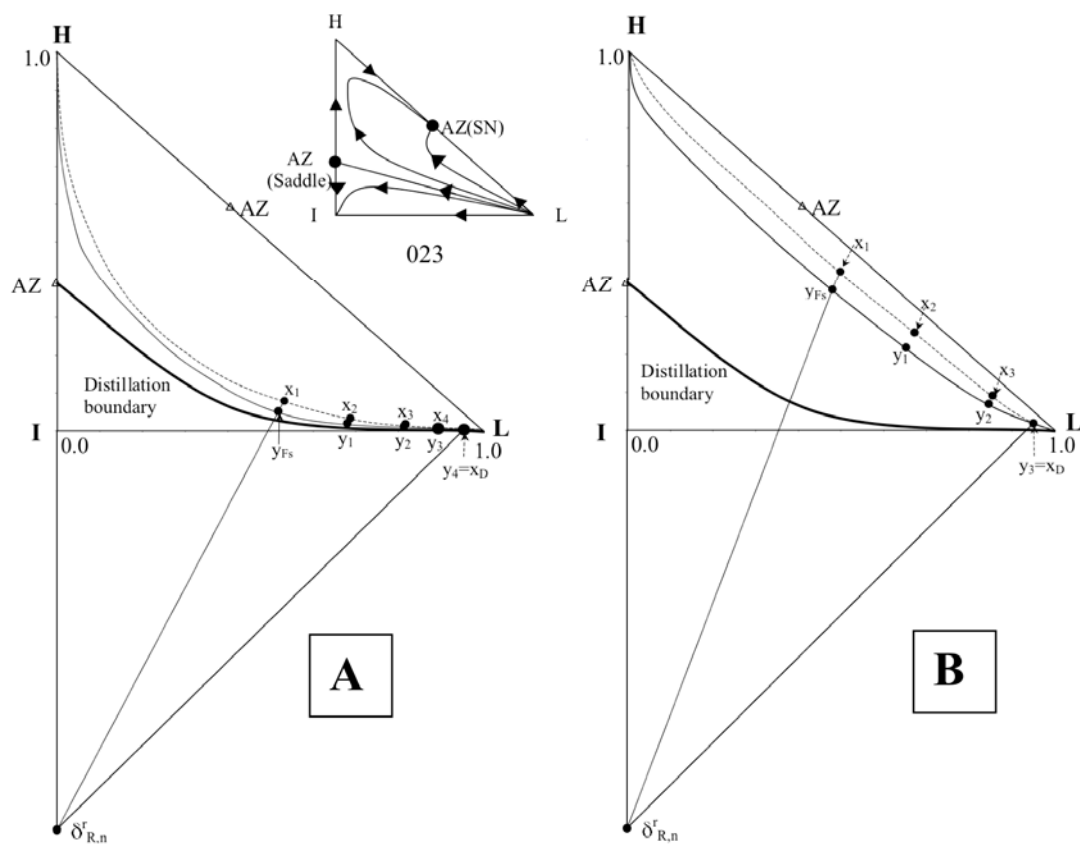 H
1.0
AZ
AZ
Distillation
boundary
I
0.0
L
1.0
x1
x2
x3
x4
yFs
y1
y2
y3
y4=xD
A
δrR,n
H
AZ(SN)
AZ
(Saddle)
I
L
023
H
1.0
AZ
AZ
Distillation
boundary
I
0.0
L
1.0
x1
x2
x3
yFs
y1
y2
y3=xD
B
δrR,n